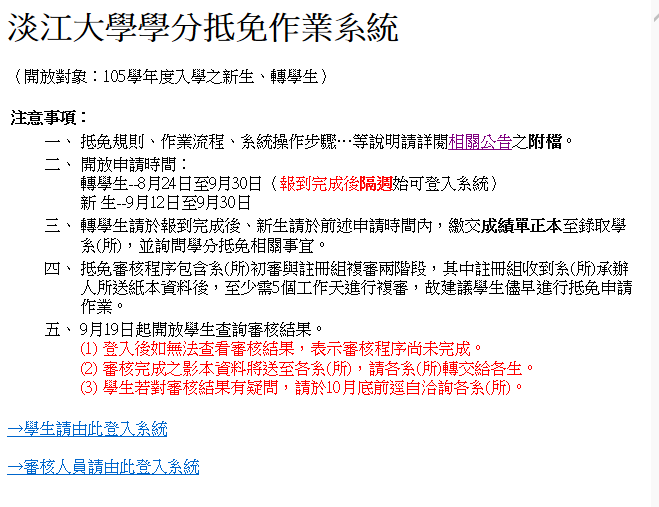 淡江大學學分抵免作業系統
（開放對象：105學年度入學之新生、轉學生）
注意事項：
一、 抵免規則、作業流程、系統操作步驟…等說明請詳閱相關公告之附檔。
二、 開放申請時間：
轉學生--8月24日至9月30日（報到完成後隔週始可登入系統）
新 生--9月12日至9月30日
三、 轉學生請於報到完成後、新生請於前述申請時間內，繳交成績單正本至錄取學
系(所)，並詢問學分抵免相關事宜。
四、 抵免審核程序包含系(所)初審與註冊組複審兩階段，其中註冊組收到系(所)承辦
人所送紙本資料後，至少需5個工作天進行複審，故建議學生儘早進行抵免申請
作業。
五、 9月19日起開放學生查詢審核結果。
(1) 登入後如無法查看審核結果，表示審核程序尚未完成。
(2) 審核完成之影本資料將送至各系(所)，請各系(所)轉交給各生。
(3) 學生若對審核結果有疑問，請於10月底前逕自洽詢各系(所)。
→學生請由此登入系統
→審核人員請由此登入系統